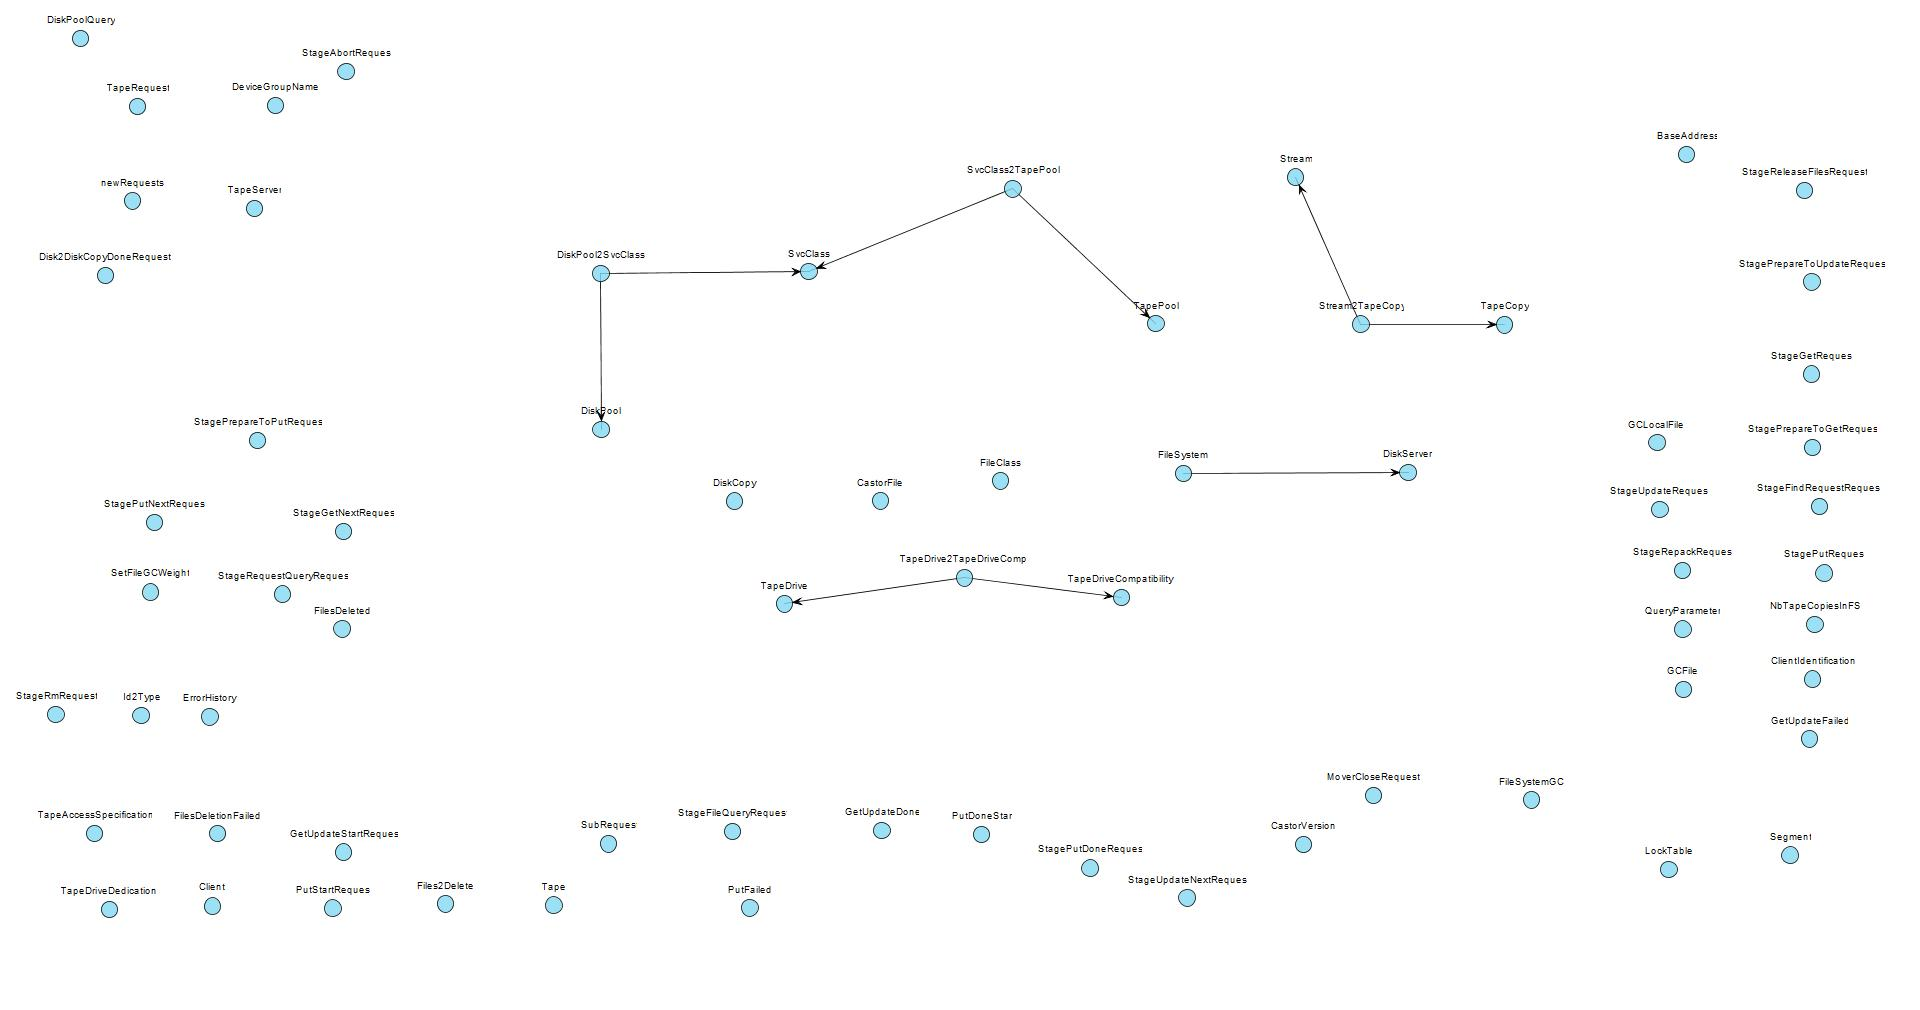 DiskPoolQuery
StageAbortReques
TapeRequest
DeviceGroupName
BaseAddress
Stream
SvcClass2TapePool
StageReleaseFilesRequest
newRequests
TapeServer
DiskPool2SvcClass
SvcClass
Disk2DiskCopyDoneRequest
StagePrepareToUpdateReques
TapePool
Stream2TapeCopy
TapeCopy
StageGetReques
DiskPool
StagePrepareToPutReques
GCLocalFile
StagePrepareToGetReques
FileSystem
DiskServer
FileClass
DiskCopy
CastorFile
StageUpdateReques
StageFindRequestReques
StagePutNextReques
StageGetNextReques
StageRepackReques
StagePutReques
TapeDrive2TapeDriveComp
SetFileGCWeight
StageRequestQueryReques
TapeDrive
TapeDriveCompatibility
FilesDeleted
QueryParameter
NbTapeCopiesInFS
ClientIdentification
GCFile
StageRmRequest
Id2Type
ErrorHistory
GetUpdateFailed
MoverCloseRequest
FileSystemGC
TapeAccessSpecification
FilesDeletionFailed
GetUpdateStartReques
SubReques
StageFileQueryReques
GetUpdateDone
PutDoneStar
CastorVersion
StagePutDoneReques
LockTable
Segment
TapeDriveDedication
Client
PutStartReques
Files2Delete
Tape
PutFailed
StageUpdateNextReques